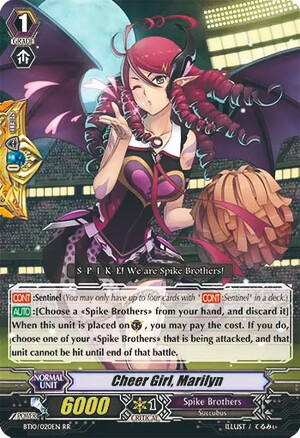 1
GRADE
S P I K E! We are Spike Brothers!
CONT:Sentinel (You may only have up to four cards with "CONT:Sentinel" in a deck.)
AUTO:[Choose a «Spike Brothers» from your hand, and discard it]
When this unit is placed on, you may pay the cost. If you do,
choose one of your «Spike Brothers» that is being attacked, and that
unit cannot be hit until end of that battle.
NORMAL
UNIT
Cheer Girl, Marilyn
POWER
6000
1
CRITICAL
Spike Brothers
Succubus
BT10/020EN RR
ILLUST /